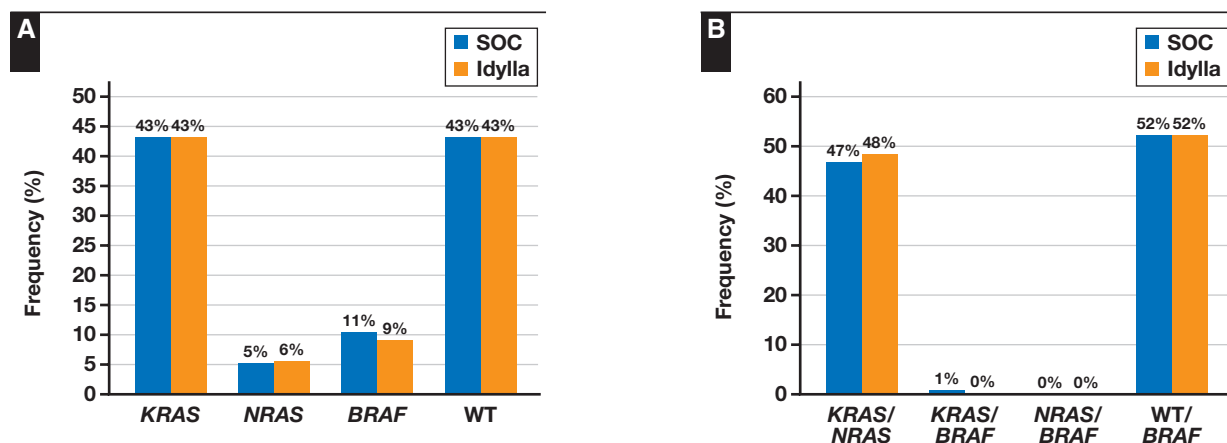 A
SOC
Idylla
Frequency (%)
50
45
40
35
30
25
20
15
10
5
0
43% 43%
5% 6%
11% 9%
43% 43%
KRAS NRAS BRAF WT
B
SOC
Idylla
Frequency (%)
60
50
40
30
20
10
0
47% 48%
1% 0%
0% 0%
52% 52%
KRAS/
NRAS
KRAS/
BRAF
NRAS/
BRAF
WT/
BRAF